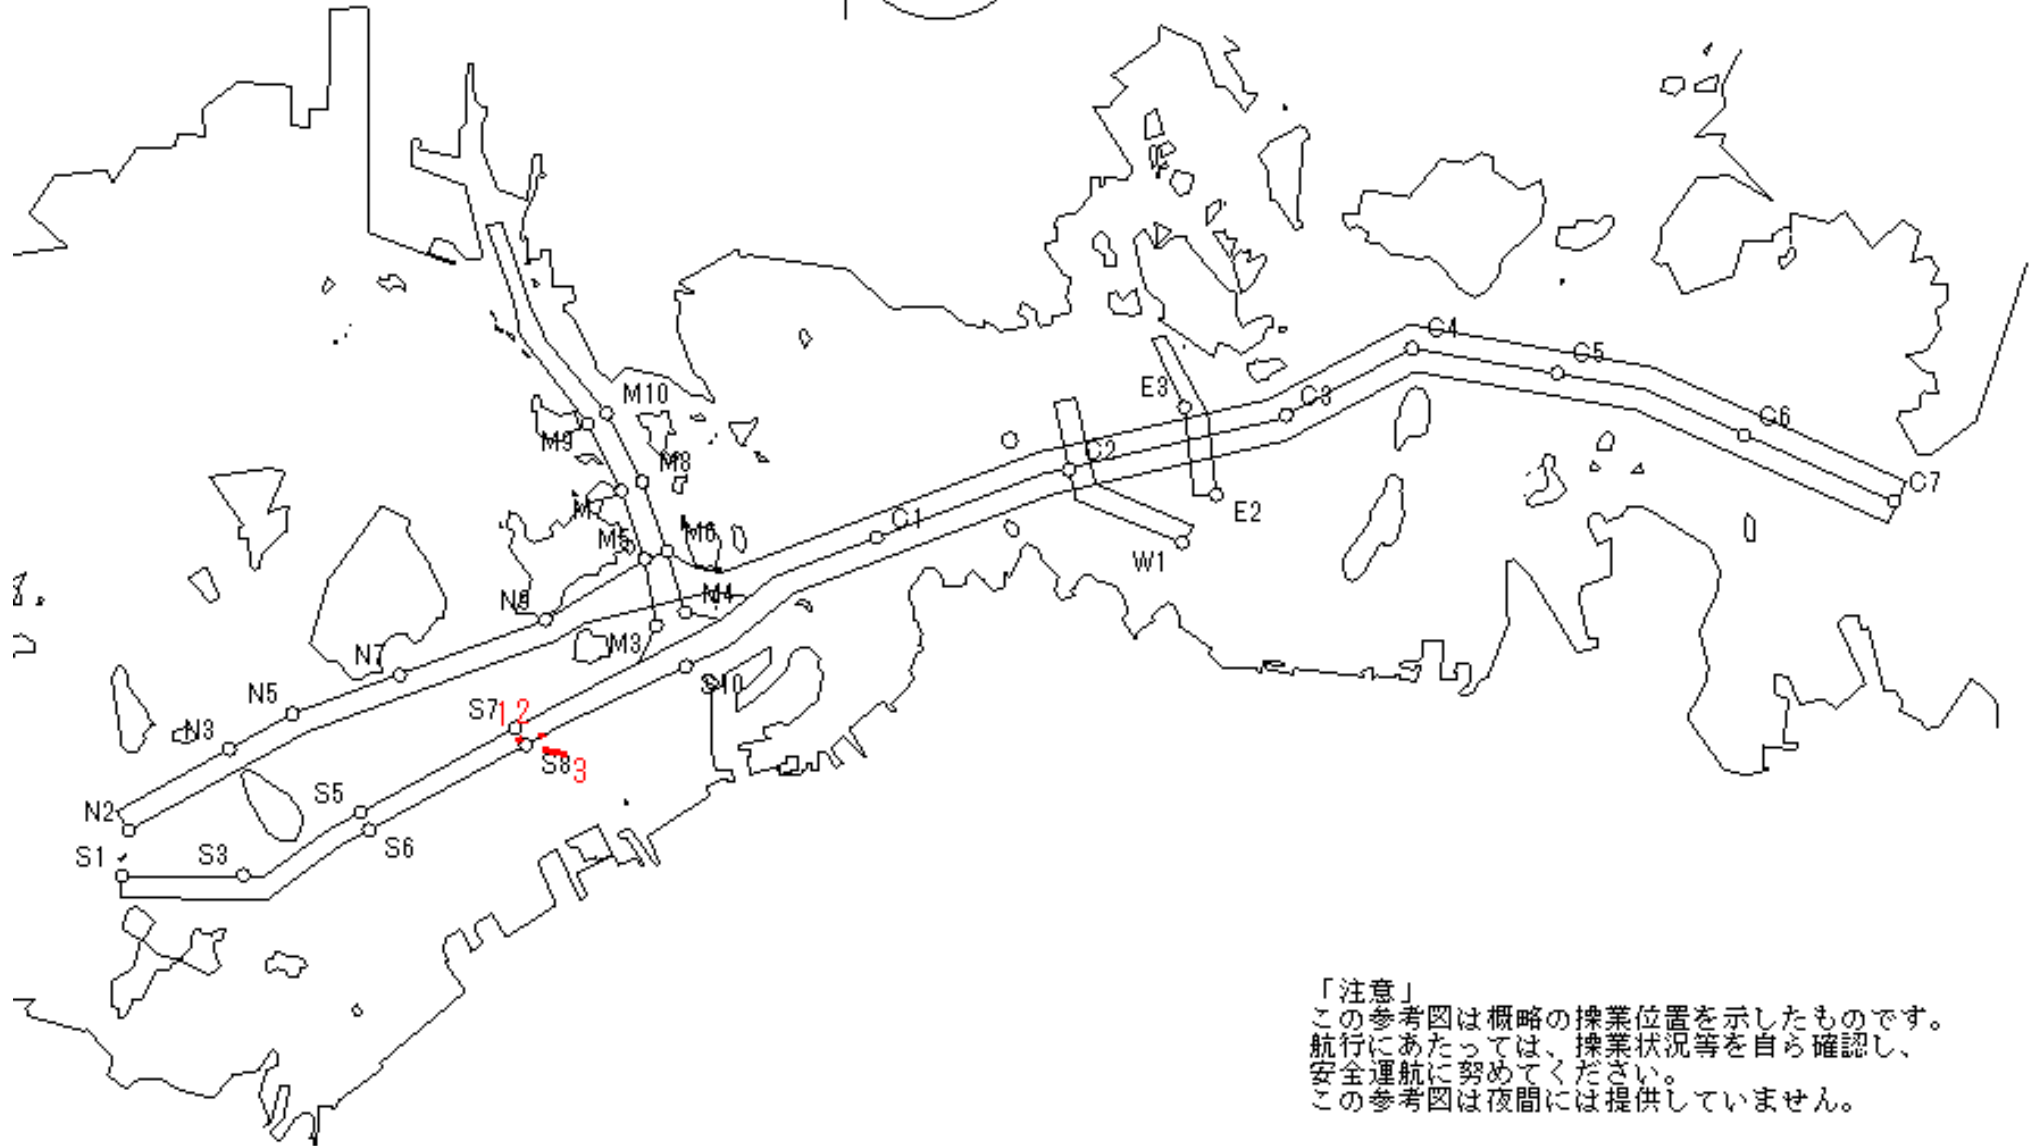 C4
C5
E3
M10
C3
C6
M9
M8
C2
C7
M7
E2
C1
M5
M6
W1
N9
M4
M3
N7
S10
N5
S7
1
2
N3
S8
3
S5
N2
S6
S1
S3
「注意」
この参考図は概略の操業位置を示したものです。
航行にあたっては、操業状況等を自ら確認し、
安全運航に努めてください。
この参考図は夜間には提供していません。